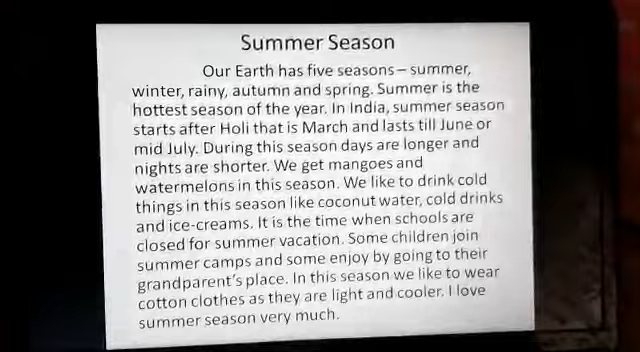 Summer Season
Our Earth has five seasons – summer,
winter, rainy, autumn and spring. Summer is the
hottest season of the year. In India, summer season
starts after Holi that is March and lasts till June or
mid July. During this season days are longer and
nights are shorter. We get mangoes and
watermelons in this season. We like to drink cold
things in this season like coconut water, cold drinks
and ice-creams. It is the time when schools are
closed for summer vacation. Some children join
summer camps and some enjoy by going to their
grandparent's place. In this season we like to wear
cotton clothes as they are light and cooler. I love
summer season very much.